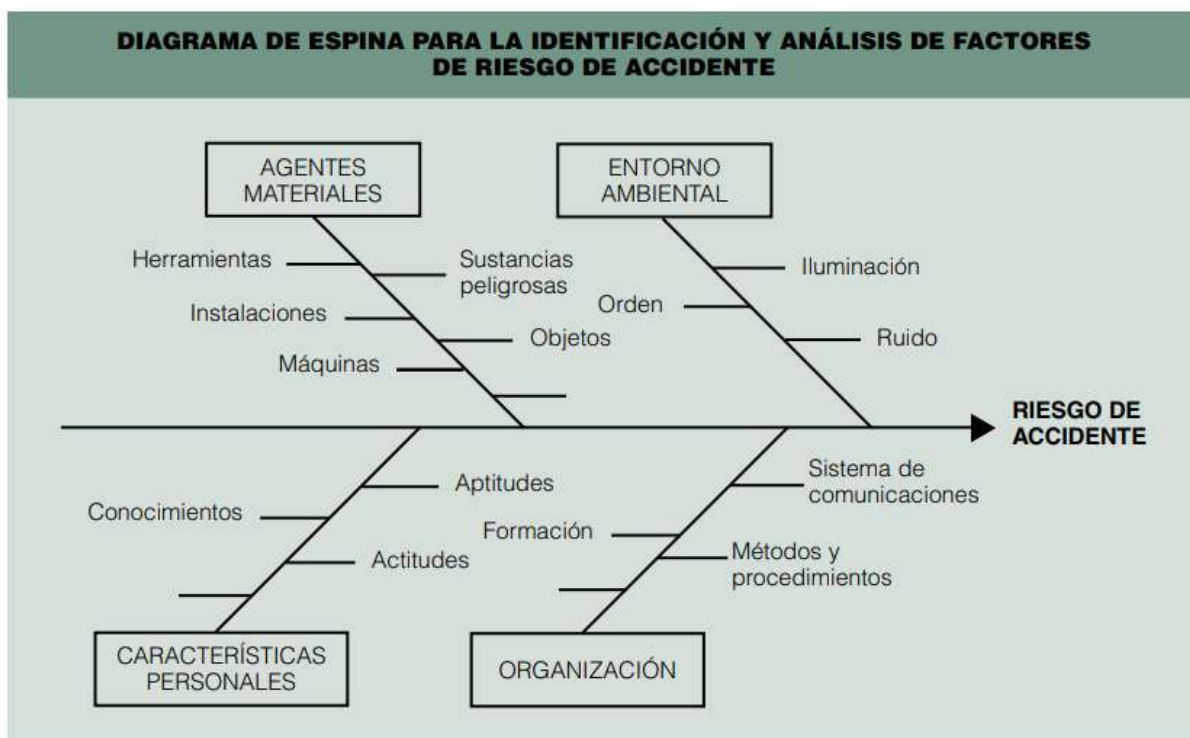 DIAGRAMA DE ESPINA PARA LA IDENTIFICACIÓN Y ANÁLISIS DE FACTORES
DE RIESGO DE ACCIDENTE
AGENTES
MATERIALES
ENTORNO
AMBIENTAL
Herramientas
Sustancias
peligrosas
Instalaciones
Objetos
Máquinas
Iluminación
Orden
Ruido
RIESGO DE
ACCIDENTE
Aptitudes
Conocimientos
Actitudes
Sistema de
comunicaciones
Formación
Métodos y
procedimientos
CARACTERÍSTICAS
PERSONALES
ORGANIZACIÓN